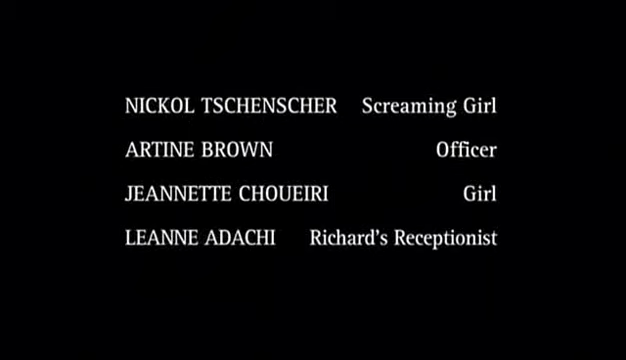 NICKOL TSCHENSCHER Screaming Girl
ARTINE BROWN Officer
JEANNETTE CHOUEIRI Girl
LEANNE ADACHI Richard's Receptionist